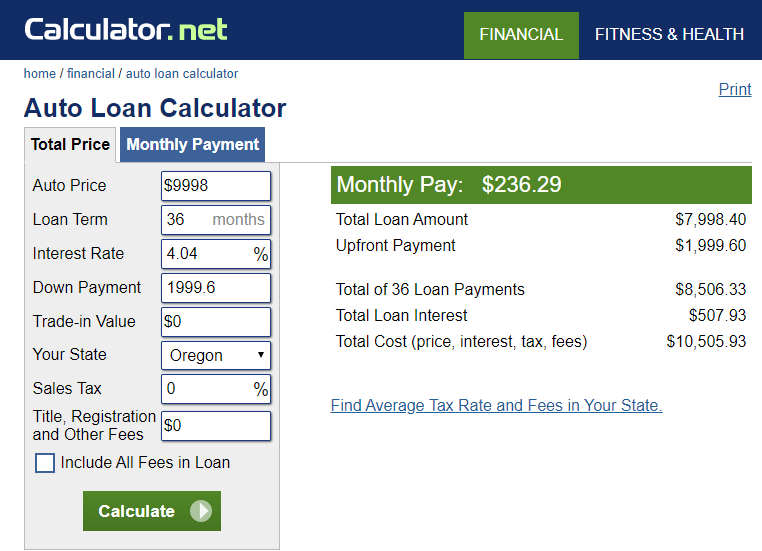 Calculator.net
FINANCIAL
FITNESS & HEALTH
home / financial / auto loan calculator
Print
Auto Loan Calculator
Total Price
Monthly Payment
Auto Price $9998
Loan Term 36 months
Interest Rate 4.04 %
Down Payment 1999.6
Trade-in Value $0
Your State Oregon
Sales Tax 0 %
Title, Registration
and Other Fees $0
Include All Fees in Loan
Calculate
Monthly Pay: $236.29
Total Loan Amount $7,998.40
Upfront Payment $1,999.60
Total of 36 Loan Payments $8,506.33
Total Loan Interest $507.93
Total Cost (price, interest, tax, fees) $10,505.93
Find Average Tax Rate and Fees in Your State.